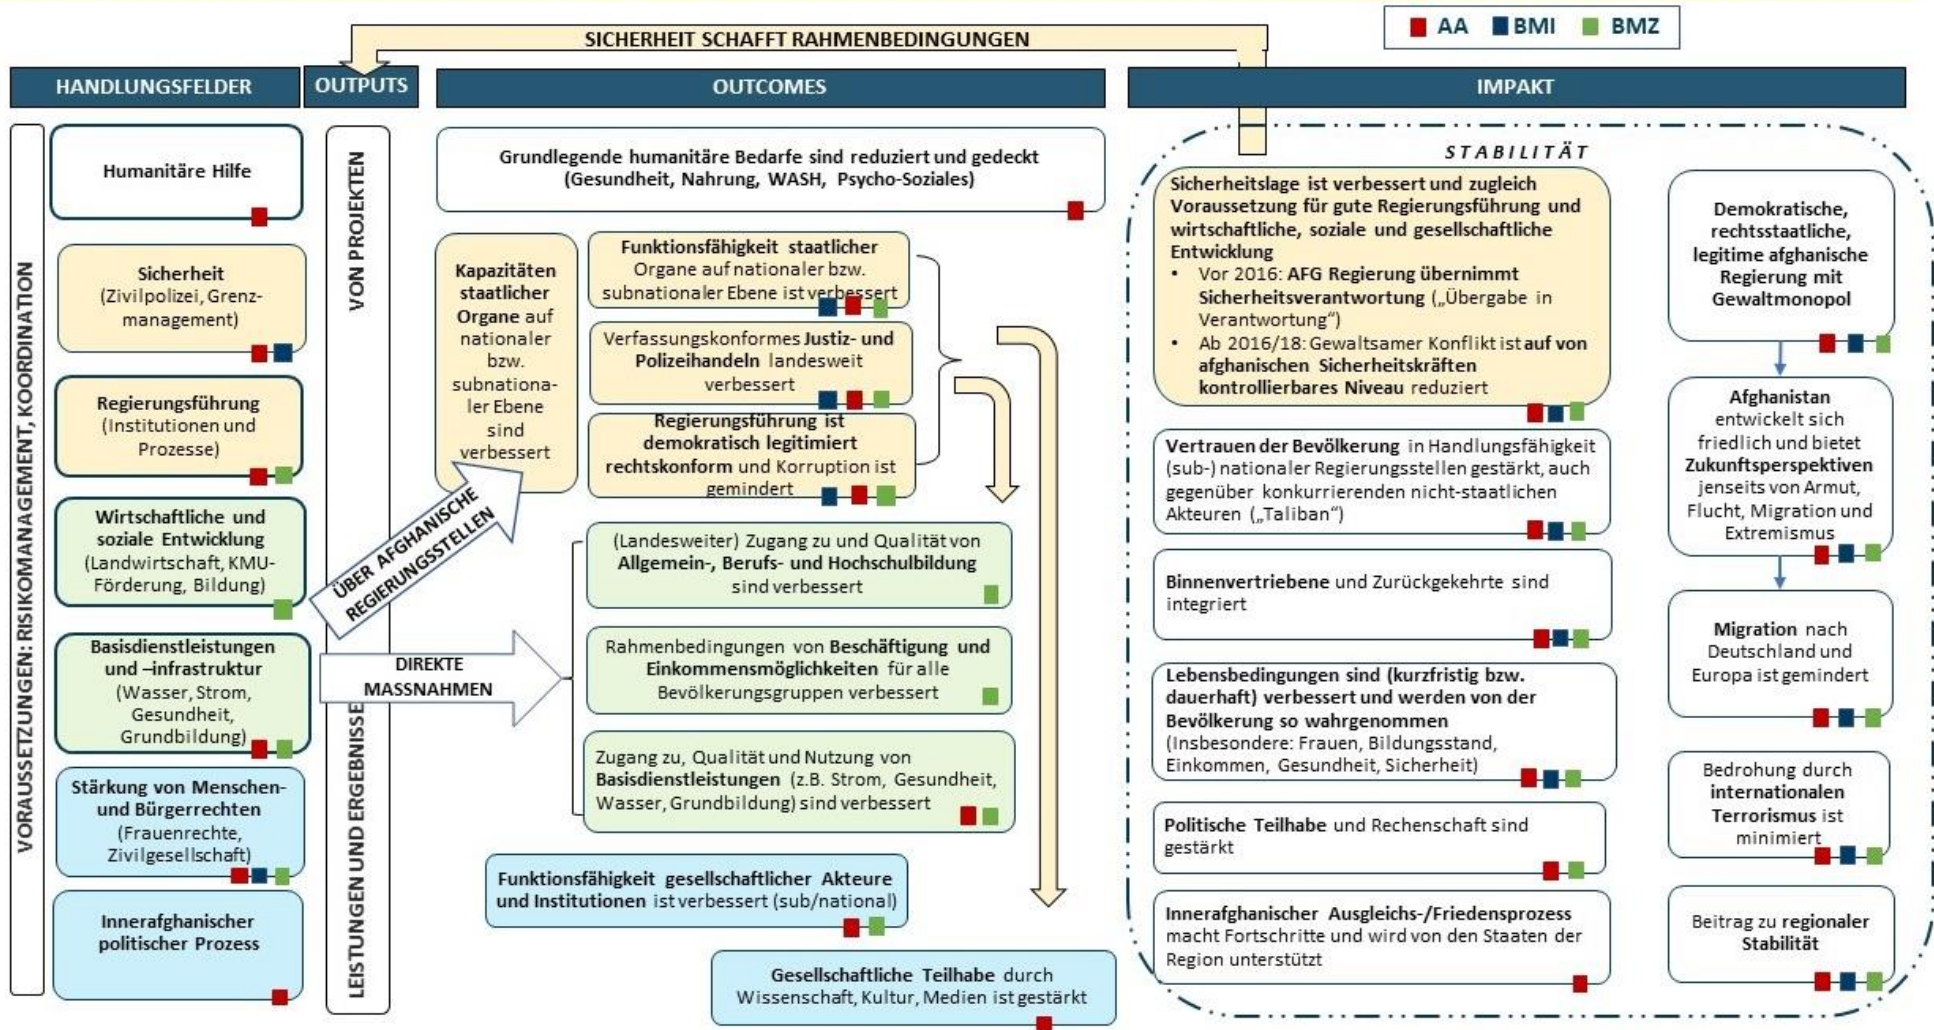 AA BMI BMZ
SICHERHEIT SCHAFFT RAHMENBEDINGUNGEN
HANDLUNGSFELDER
OUTPUTS
OUTCOMES
IMPAKT
VORAUSSETZUNGEN: RISIKOMANAGEMENT, KOORDINATION
Humanitäre Hilfe
Sicherheit
(Zivilpolizei, Grenz-
management)
Regierungsführung
(Institutionen und
Prozesse)
Wirtschaftliche und
soziale Entwicklung
(Landwirtschaft, KMU-
Förderung, Bildung)
Basisdienstleistungen
und –infrastruktur
(Wasser, Strom,
Gesundheit,
Grundbildung)
Stärkung von Menschen-
und Bürgerrechten
(Frauenrechte,
Zivilgesellschaft)
Innerafghanischer
politischer Prozess
LEISTUNGEN UND ERGEBNISSE
VON PROJEKTEN
ÜBER AFGHANISCHE
REGIERUNGSSTELLEN
DIREKTE
MASSNAHMEN
Grundlegende humanitäre Bedarfe sind reduziert und gedeckt
(Gesundheit, Nahrung, WASH, Psycho-Soziales)
Kapazitäten
staatlicher
Organe auf
nationaler
bzw.
subnationa-
ler Ebene
sind
verbessert
Funktionsfähigkeit staatlicher
Organe auf nationaler bzw.
subnationaler Ebene ist verbessert
Verfassungskonformes Justiz- und
Polizeihandeln landesweit
verbessert
Regierungsführung ist
demokratisch legitimiert
rechtskonform und Korruption ist
gemindert
(Landesweiter) Zugang zu und Qualität von
Allgemein-, Berufs- und Hochschulbildung
sind verbessert
Rahmenbedingungen von Beschäftigung und
Einkommensmöglichkeiten für alle
Bevölkerungsgruppen verbessert
Zugang zu, Qualität und Nutzung von
Basisdienstleistungen (z.B. Strom, Gesundheit,
Wasser, Grundbildung) sind verbessert
Funktionsfähigkeit gesellschaftlicher Akteure
und Institutionen ist verbessert (sub/national)
Gesellschaftliche Teilhabe durch
Wissenschaft, Kultur, Medien ist gestärkt
STABILITÄT
Sicherheitslage ist verbessert und zugleich
Voraussetzung für gute Regierungsführung und
wirtschaftliche, soziale und gesellschaftliche
Entwicklung
• Vor 2016: AFG Regierung übernimmt
Sicherheitsverantwortung („Übergabe in
Verantwortung“)
• Ab 2016/18: Gewaltsamer Konflikt ist auf von
afghanischen Sicherheitskräften
kontrollierbares Niveau reduziert
Vertrauen der Bevölkerung in Handlungsfähigkeit
(sub-) nationaler Regierungsstellen gestärkt, auch
gegenüber konkurrierenden nicht-staatlichen
Akteuren („Taliban“)
Binnenvertriebene und Zurückgekehrte sind
integriert
Lebensbedingungen sind (kurzfristig bzw.
dauerhaft) verbessert und werden von der
Bevölkerung so wahrgenommen
(Insbesondere: Frauen, Bildungsstand,
Einkommen, Gesundheit, Sicherheit)
Politische Teilhabe und Rechenschaft sind
gestärkt
Innerafghanischer Ausgleichs-/Friedensprozess
macht Fortschritte und wird von den Staaten der
Region unterstützt
Demokratische,
rechtsstaatliche,
legitime afghanische
Regierung mit
Gewaltmonopol
Afghanistan
entwickelt sich
friedlich und bietet
Zukunftsperspektiven
jenseits von Armut,
Flucht, Migration und
Extremismus
Migration nach
Deutschland und
Europa ist gemindert
Bedrohung durch
internationalen
Terrorismus ist
minimiert
Beitrag zu regionaler
Stabilität